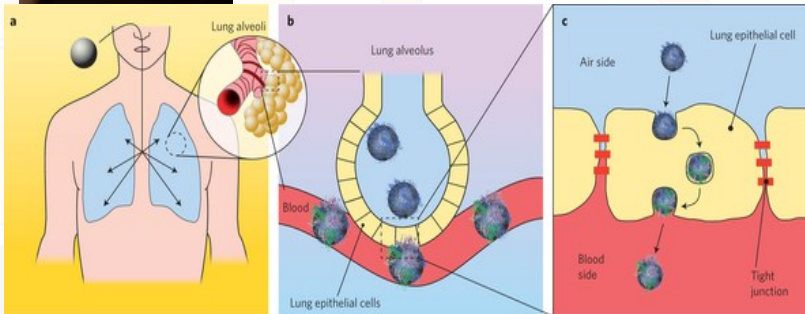 a
Lung alveoli
b
Lung alveolus
Blood
Lung epithelial cells
c
Lung epithelial cell
Air side
Blood
side
Tight
junction